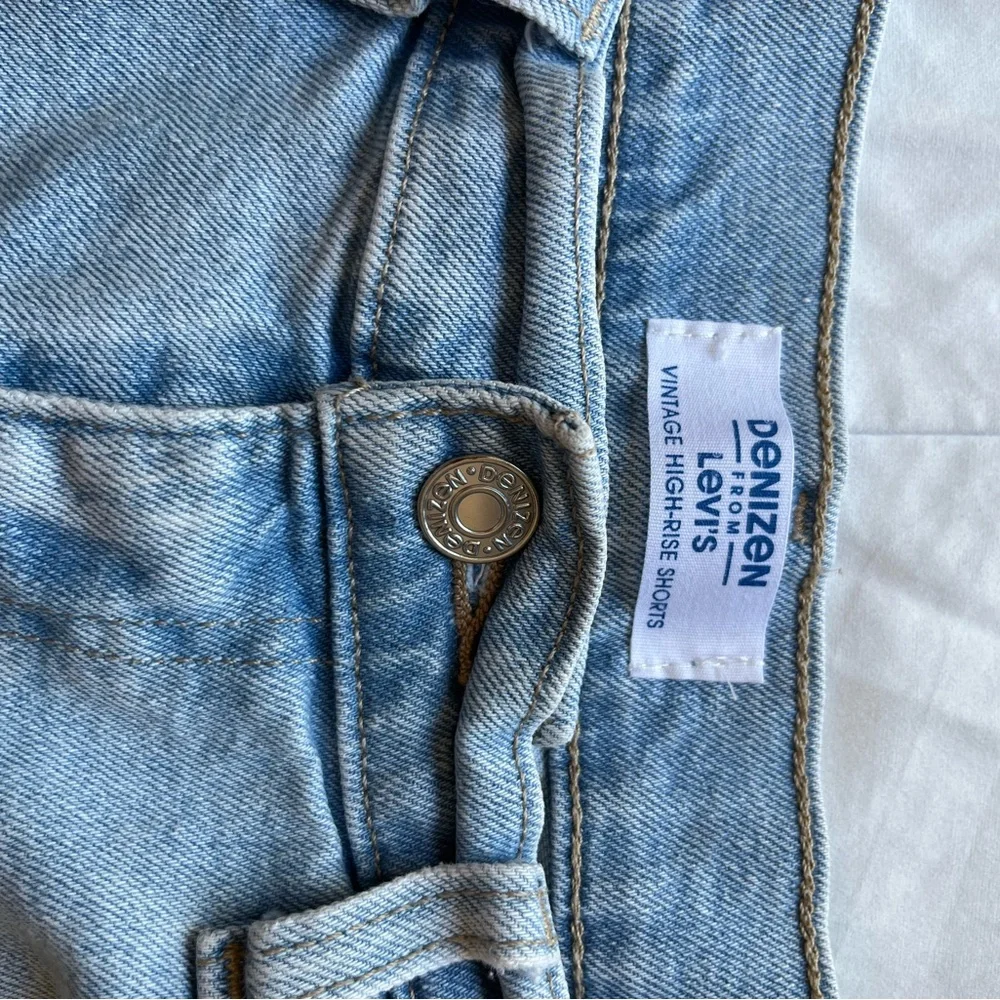 DeNIZEN
FROM
LeVI'S
VINTAGE HIGH-RISE SHORTS
DeNIZeN • DeNIZeN •